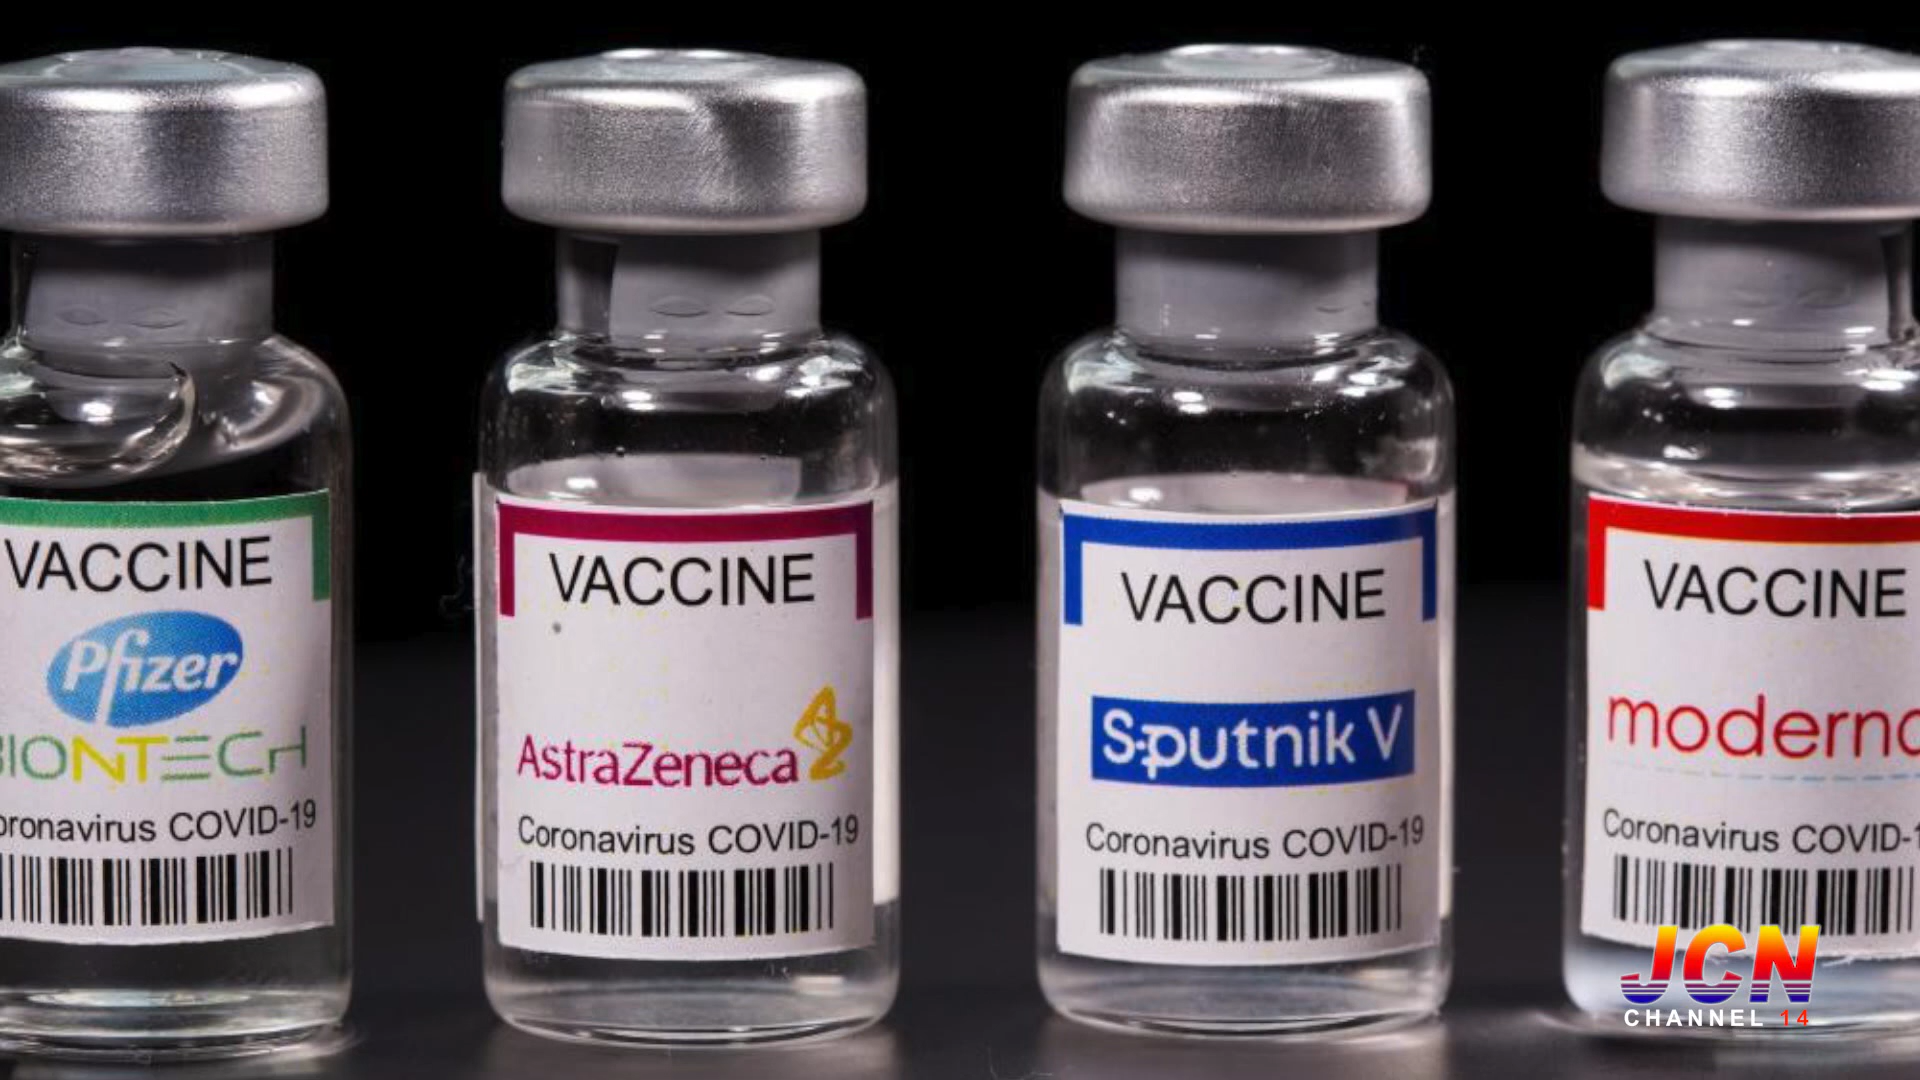 VACCINE
Pfizer
BIONTECH
oronavirus COVID-19
VACCINE
AstraZeneca
Coronavirus COVID-19
VACCINE
Sputnik V
Coronavirus COVID-19
VACCINE
moderna
Coronavirus COVID-1
JCN
CHANNEL 14